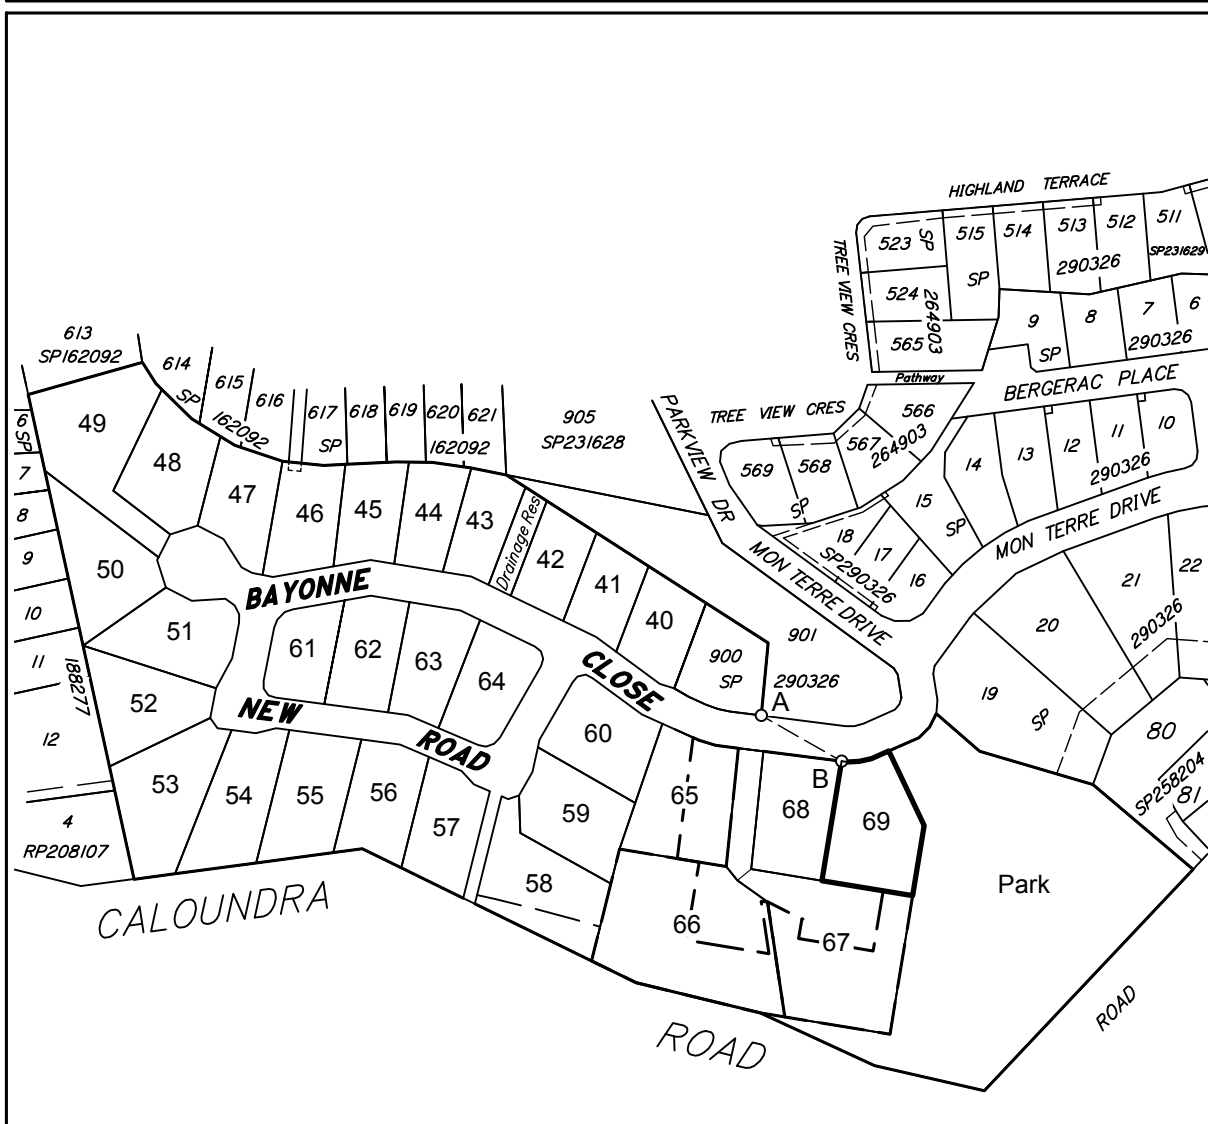 HIGHLAND TERRACE
TREE VIEW CRES
523 SP 515 514 513 512 511
290326
SP231629
524 SP
264903
565
9 8 7 6
SP 290326
BERGERAC PLACE
Pathway
613
SP162092
614 SP
615
162092
616
617 SP
618
619
620
621
162092
905
SP231628
PARKVIEW DR
TREE VIEW CRES
566
567
264903
568
569
SP
6 SP
7
8
9
10
11
188277
12
4
RP208107
14 13 12 11 10
290326
15
SP
18
17
16
SP290326
MON TERRE DRIVE
MON TERRE DRIVE
49
48
47
46
45
44
43
Drainage Res
42
41
40
900
SP
901
290326
22
21
20
19
SP
290326
80
81
SP258204
50
51
52
53
54
55
56
57
58
59
60
61
62
63
64
BAYONNE
CLOSE
NEW
ROAD
A
B
65
66
67
68
69
Park
CALOUNDRA
ROAD
ROAD